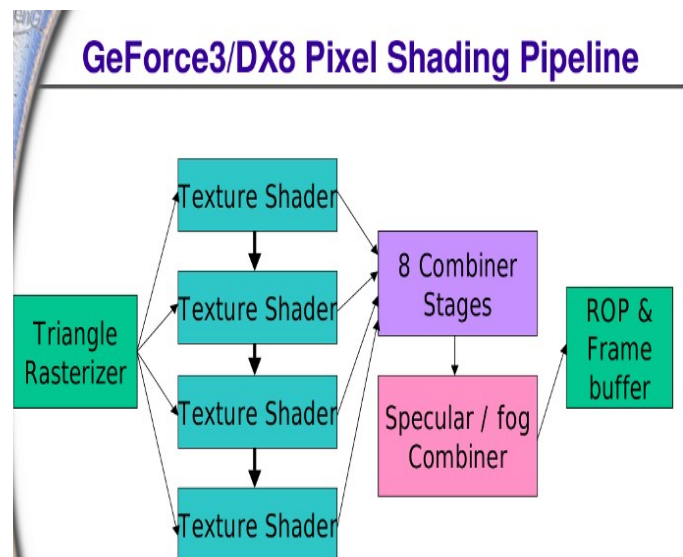 GeForce3/DX8 Pixel Shading Pipeline
Texture Shader
Texture Shader
Texture Shader
Texture Shader
Triangle
Rasterizer
8 Combiner
Stages
Specular / fog
Combiner
ROP &
Frame
buffer